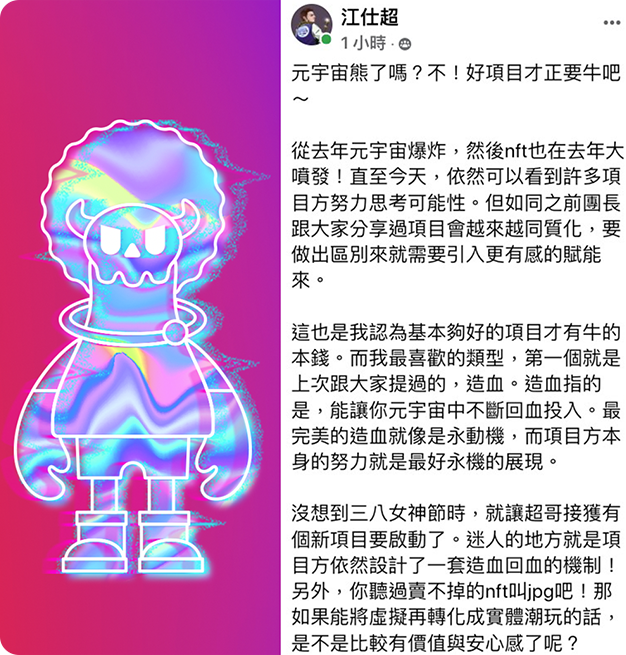 江仕超
1小時
元宇宙熊了嗎？不！好項目才正要牛吧
～
從去年元宇宙爆炸，然後nft也在去年大
噴發！直至今天，依然可以看到許多項
目方努力思考可能性。但如同之前團長
跟大家分享過項目會越來越同質化，要
做出區別來就需要引入更有感的賦能
來。
這也是我認為基本夠好的項目才有牛的
本錢。而我最喜歡的類型，第一個就是
上次跟大家提過的，造血。造血指的
是，能讓你元宇宙中不斷回血投入。最
完美的造血就像是永動機，而項目方本
身的努力就是最好永機的展現。
沒想到三八女神節時，就讓超哥接獲有
個新項目要啟動了。迷人的地方就是項
目方依然設計了一套造血回血的機制！
另外，你聽過賣不掉的nft叫jpg吧！那
如果能將虛擬再轉化成實體潮玩的話，
是不是比較有價值與安心感了呢？